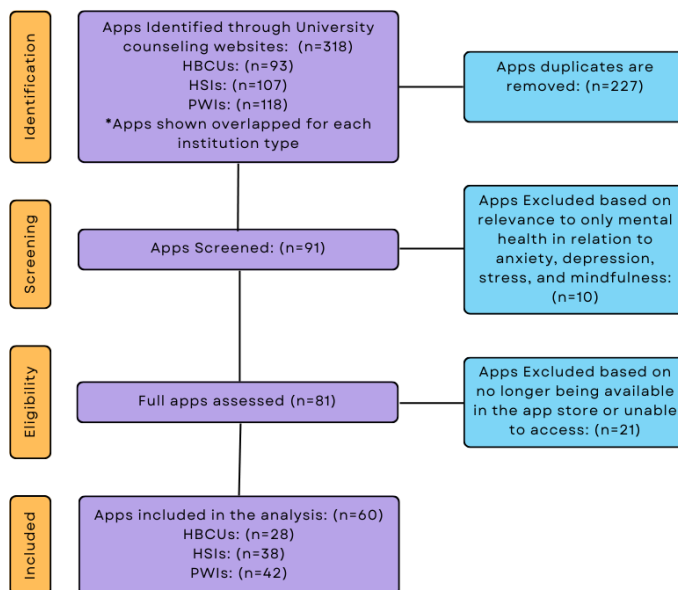 Identification
Apps Identified through University
counseling websites: (n=318)
HBCUs: (n=93)
HSIs: (n=107)
PWIs: (n=118)
*Apps shown overlapped for each
institution type
Apps duplicates are
removed: (n=227)
Screening
Apps Screened: (n=91)
Apps Excluded based on
relevance to only mental
health in relation to
anxiety, depression,
stress, and mindfulness:
(n=10)
Eligibility
Full apps assessed (n=81)
Apps Excluded based on
no longer being available
in the app store or unable
to access: (n=21)
Included
Apps included in the analysis: (n=60)
HBCUs: (n=28)
HSIs: (n=38)
PWIs: (n=42)